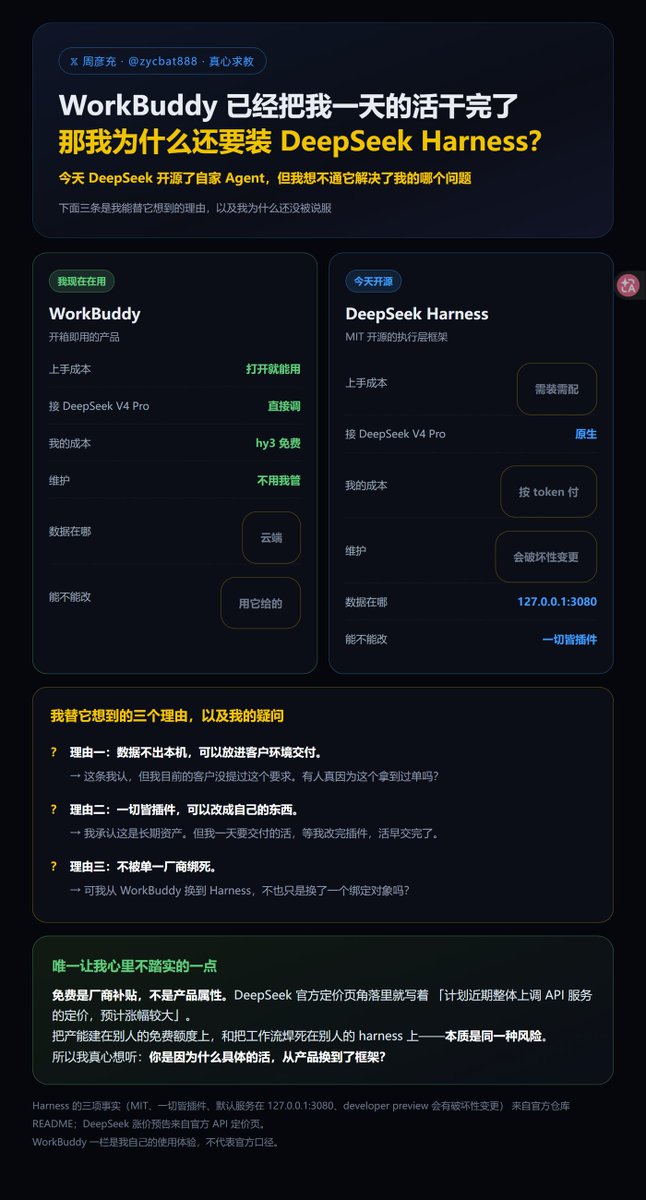 𝕏 周彦充 · @zycbat888 · 真心求教
WorkBuddy 已经把我一天的活干完了
那我为什么还要装 DeepSeek Harness?
今天 DeepSeek 开源了自家 Agent，但我想不通它解决了我的哪个问题
下面三条是我能替它想到的理由，以及我为什么还没被说服
我现在在用
WorkBuddy
开箱即用的产品
上手成本 打开就能用
接 DeepSeek V4 Pro 直接调
我的成本 hy3 免费
维护 不用我管
数据在哪 云端
能不能改 用它给的
今天开源
DeepSeek Harness
MIT 开源的执行层框架
上手成本 需装需配
接 DeepSeek V4 Pro 原生
我的成本 按 token 付
维护 会破坏性变更
数据在哪 127.0.0.1:3080
能不能改 一切皆插件
我替它想到的三个理由，以及我的疑问
? 理由一：数据不出本机，可以放进客户环境交付。
→ 这条我认，但我目前的客户没提过这个要求。有人真因为这个拿到过单吗？
? 理由二：一切皆插件，可以改成自己的东西。
→ 我承认这是长期资产。但我一天要交付的活，等我改完插件，活早交完了。
? 理由三：不被单一厂商绑死。
→ 可我从 WorkBuddy 换到 Harness，不也只是换了一个绑定对象吗？
唯一让我心里不踏实的一点
免费是厂商补贴，不是产品属性。DeepSeek 官方定价页角落里就写着 「计划近期整体上调 API 服务
的定价，预计涨幅较大」。
把产能建在别人的免费额度上，和把工作流焊死在别人的 harness 上——本质是同一种风险。
所以我真心想听：你是因为什么具体的活，从产品换到了框架？
Harness 的三项事实（MIT、一切皆插件、默认服务在 127.0.0.1:3080、developer preview 会有破坏性变更） 来自官方仓库
README；DeepSeek 涨价预告来自官方 API 定价页。
WorkBuddy 一栏是我自己的使用体验，不代表官方口径。